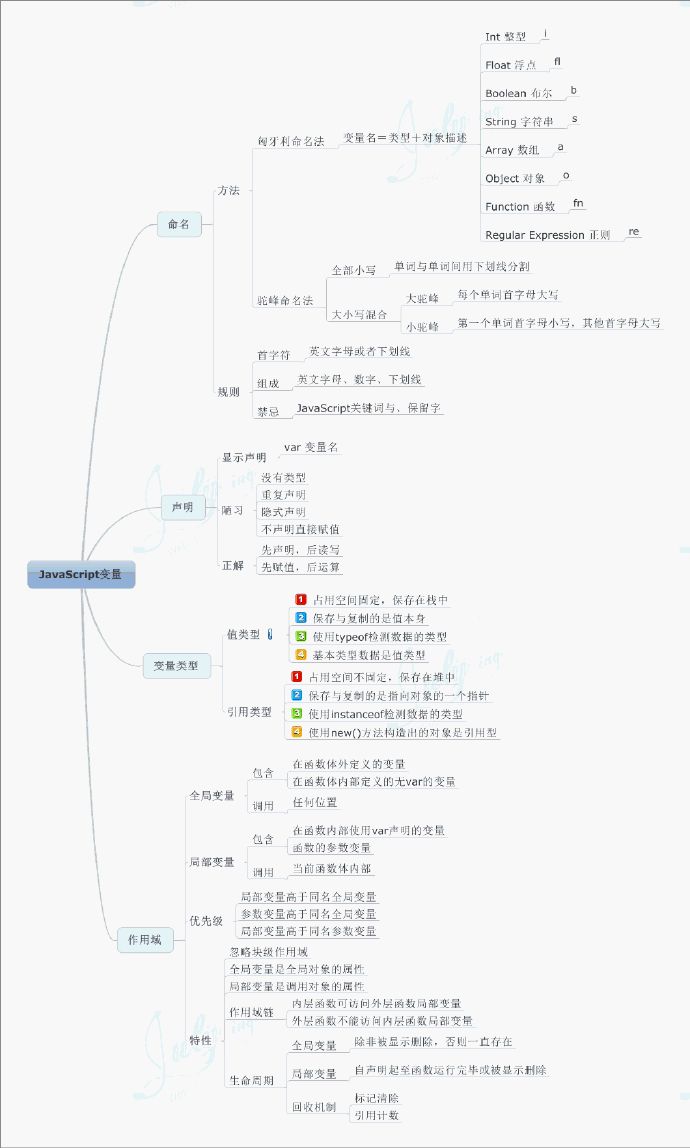 JavaScript变量
命名
方法
匈牙利命名法
变量名＝类型＋对象描述
Int 整型
i
Float 浮点
fl
Boolean 布尔
b
String 字符串
s
Array 数组
a
Object 对象
o
Function 函数
fn
Regular Expression 正则
re
驼峰命名法
全部小写
单词与单词间用下划线分割
大小写混合
大驼峰
每个单词首字母大写
小驼峰
第一个单词首字母小写，其他首字母大写
规则
首字符
英文字母或者下划线
组成
英文字母、数字、下划线
禁忌
JavaScript关键词与、保留字
声明
显示声明
var 变量名
陋习
没有类型
重复声明
隐式声明
不声明直接赋值
正解
先声明，后读写
先赋值，后运算
变量类型
值类型
1 占用空间固定，保存在栈中
2 保存与复制的是值本身
3 使用typeof检测数据的类型
4 基本类型数据是值类型
引用类型
1 占用空间不固定，保存在堆中
2 保存与复制的是指向对象的一个指针
3 使用instanceof检测数据的类型
4 使用new()方法构造出的对象是引用型
作用域
全局变量
包含
在函数体外定义的变量
在函数体内部定义的无var的变量
调用
任何位置
局部变量
包含
在函数内部使用var声明的变量
函数的参数变量
调用
当前函数体内部
优先级
局部变量高于同名全局变量
参数变量高于同名全局变量
局部变量高于同名参数变量
特性
忽略块级作用域
全局变量是全局对象的属性
局部变量是调用对象的属性
作用域链
内层函数可访问外层函数局部变量
外层函数不能访问内层函数局部变量
生命周期
全局变量
除非被显示删除，否则一直存在
局部变量
自声明起至函数运行完毕或被显示删除
回收机制
标记清除
引用计数